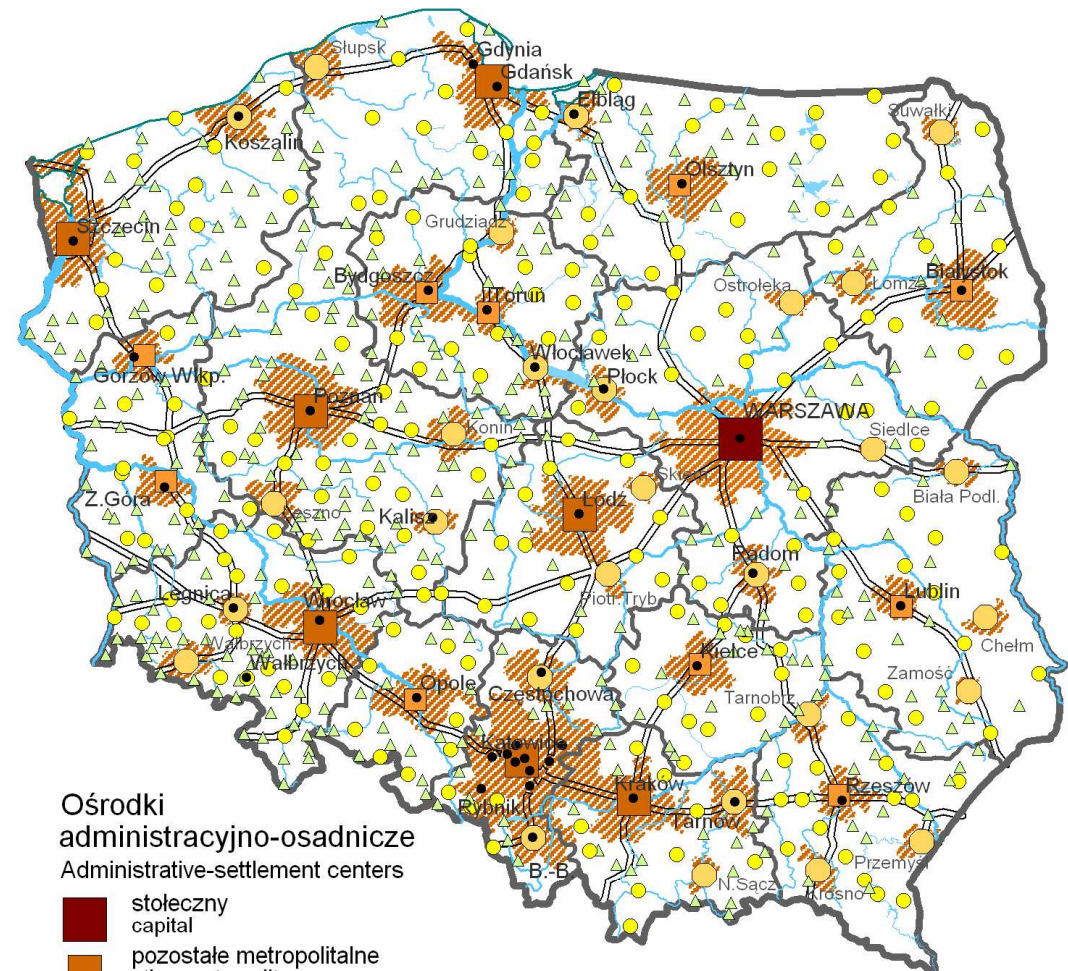 Słupsk
Gdynia
Gdańsk
Elbląg
Suwałki
Koszalin
Olsztyn
Szczecin
Grudziądz
Bydgoszcz
Toruń
Ostrołęka
Łomża
Białystok
Włocławek
Płock
Gorzów Wlkp.
Poznań
Konin
WARSZAWA
Siedlce
Biała Podl.
Z.Góra
Leszno
Kalisz
Łódź
Radom
Legnica
Wrocław
Piotr.Tryb.
Lublin
Chełm
Wałbrzych
Wałbrzych
Opole
Częstochowa
Kielce
Tarnobrz.
Zamość
Katowice
Rybnik
Kraków
Tarnów
Rzeszów
B.-B.
N.Sącz
Krosno
Przemyśl
Ośrodki
administracyjno-osadnicze
Administrative-settlement centers
stołeczny
capital
pozostałe metropolitalne